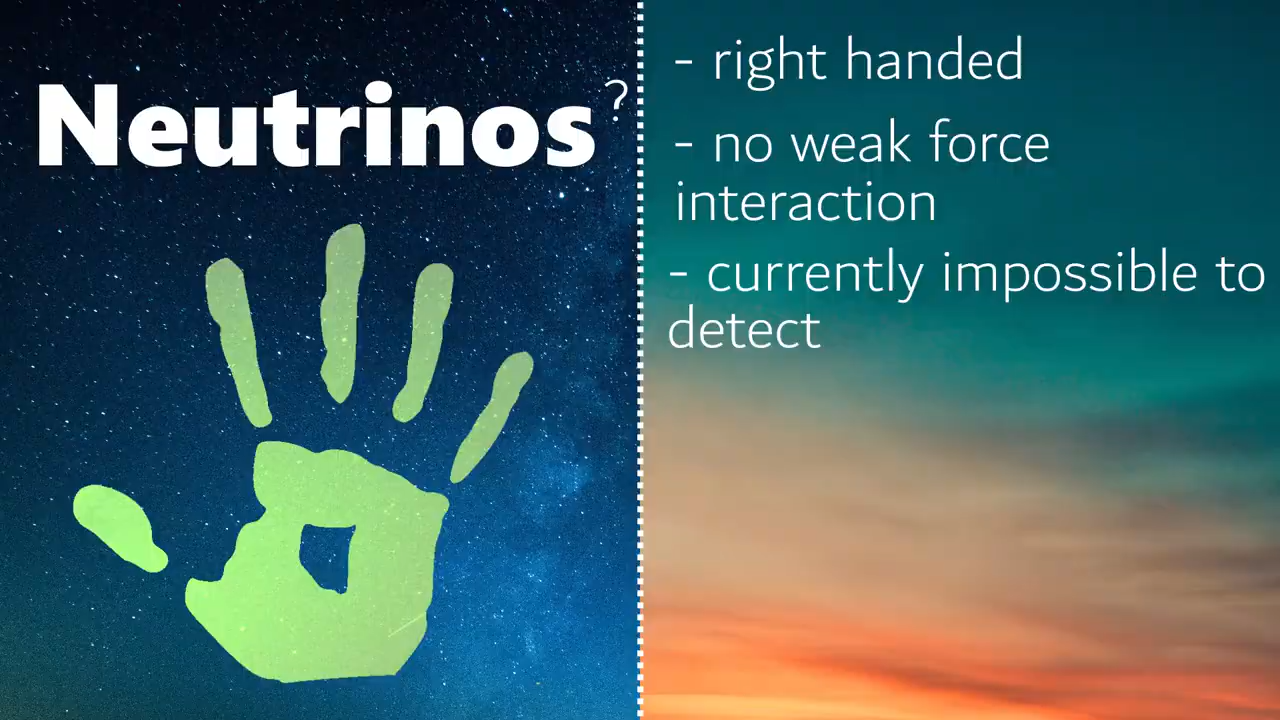 Neutrinos?
- right handed
- no weak force
interaction
- currently impossible to
detect